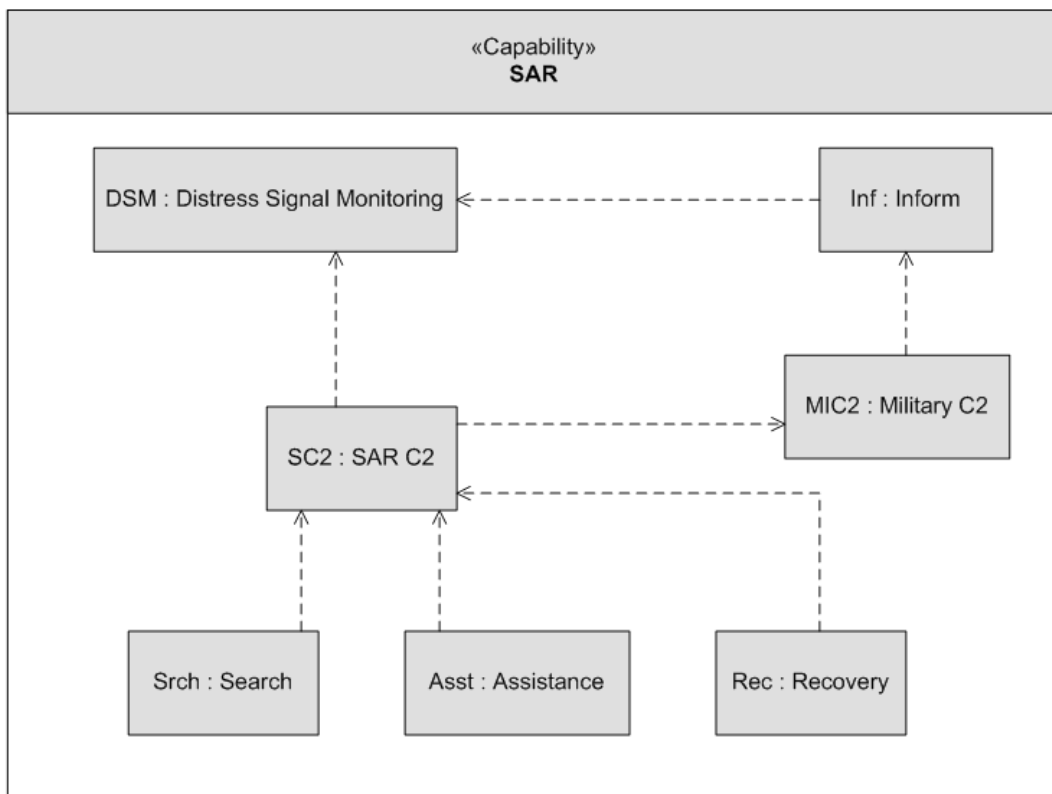 «Capability»
SAR
DSM : Distress Signal Monitoring
Inf : Inform
MIC2 : Military C2
SC2 : SAR C2
Srch : Search
Asst : Assistance
Rec : Recovery